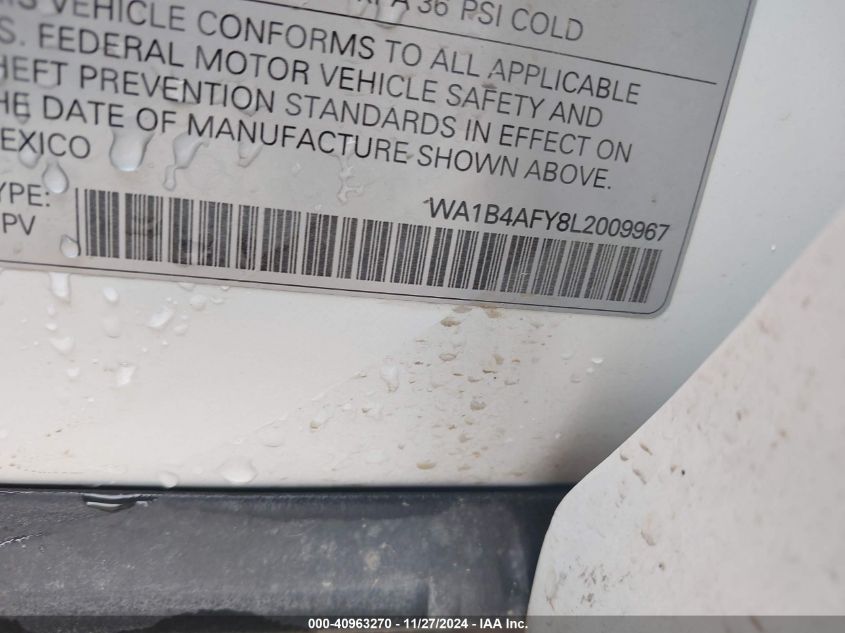 A 36 PSI COLD
VEHICLE CONFORMS TO ALL APPLICABLE
S. FEDERAL MOTOR VEHICLE SAFETY AND
HEFT PREVENTION STANDARDS IN EFFECT ON
HE DATE OF MANUFACTURE SHOWN ABOVE.
EXICO
YPE:
PV
WA1B4AFY8L2009967
000-40963270 - 11/27/2024 - IAA Inc.